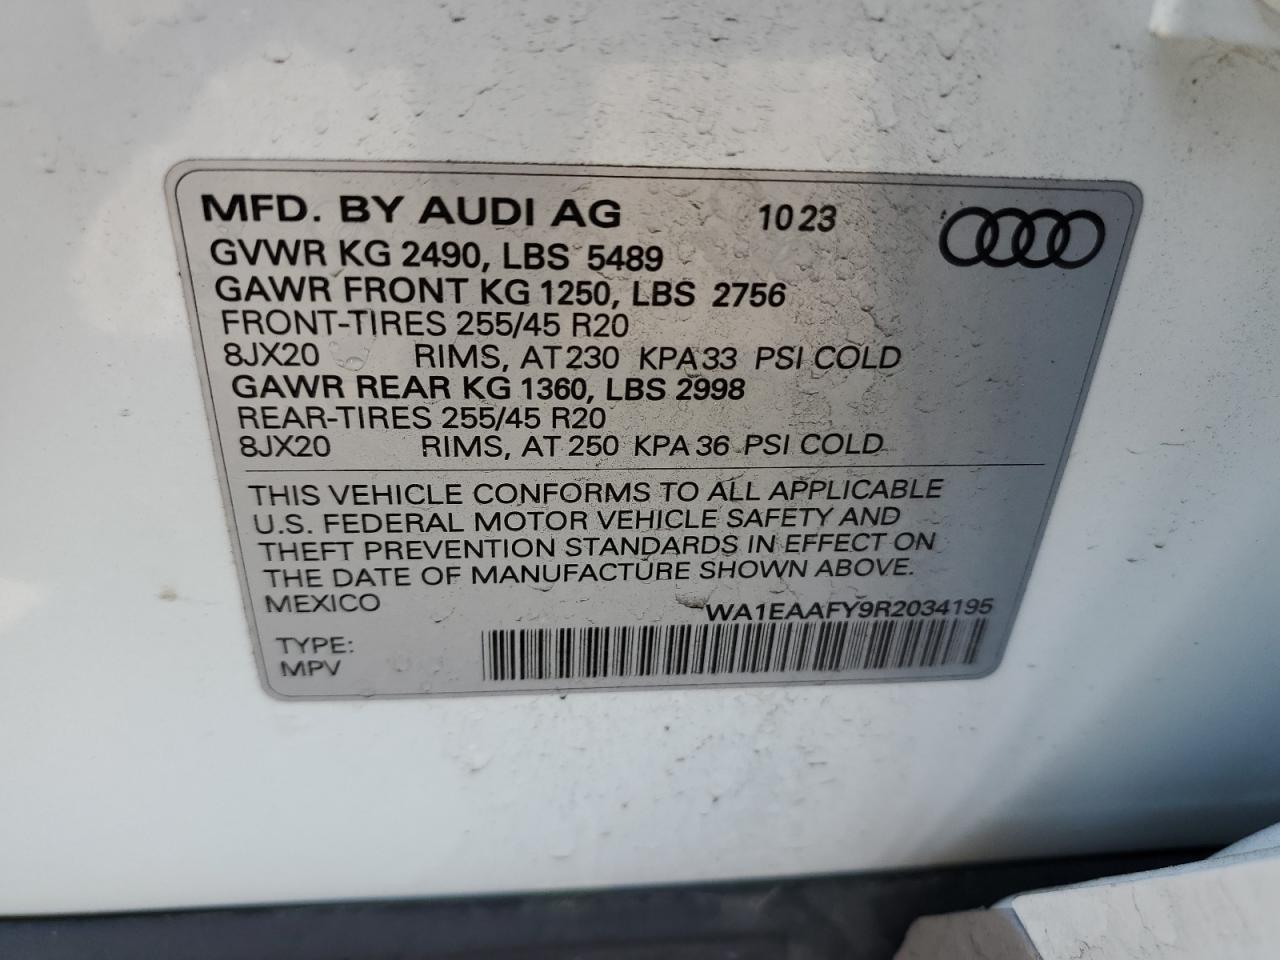 MFD. BY AUDI AG 10 23
GVWR KG 2490, LBS 5489
GAWR FRONT KG 1250, LBS 2756
FRONT-TIRES 255/45 R20
8JX20 RIMS, AT 230 KPA 33 PSI COLD
GAWR REAR KG 1360, LBS 2998
REAR-TIRES 255/45 R20
8JX20 RIMS, AT 250 KPA 36 PSI COLD
THIS VEHICLE CONFORMS TO ALL APPLICABLE
U.S. FEDERAL MOTOR VEHICLE SAFETY AND
THEFT PREVENTION STANDARDS IN EFFECT ON
THE DATE OF MANUFACTURE SHOWN ABOVE.
MEXICO WA1EAAFY9R2034195
TYPE:
MPV